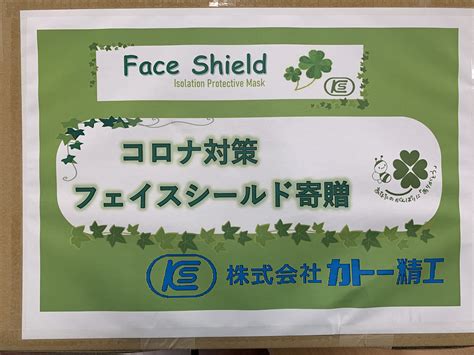 Face Shield
Isolation Protective Mask
コロナ対策
フェイスシールド寄贈
株式会社カトー精工